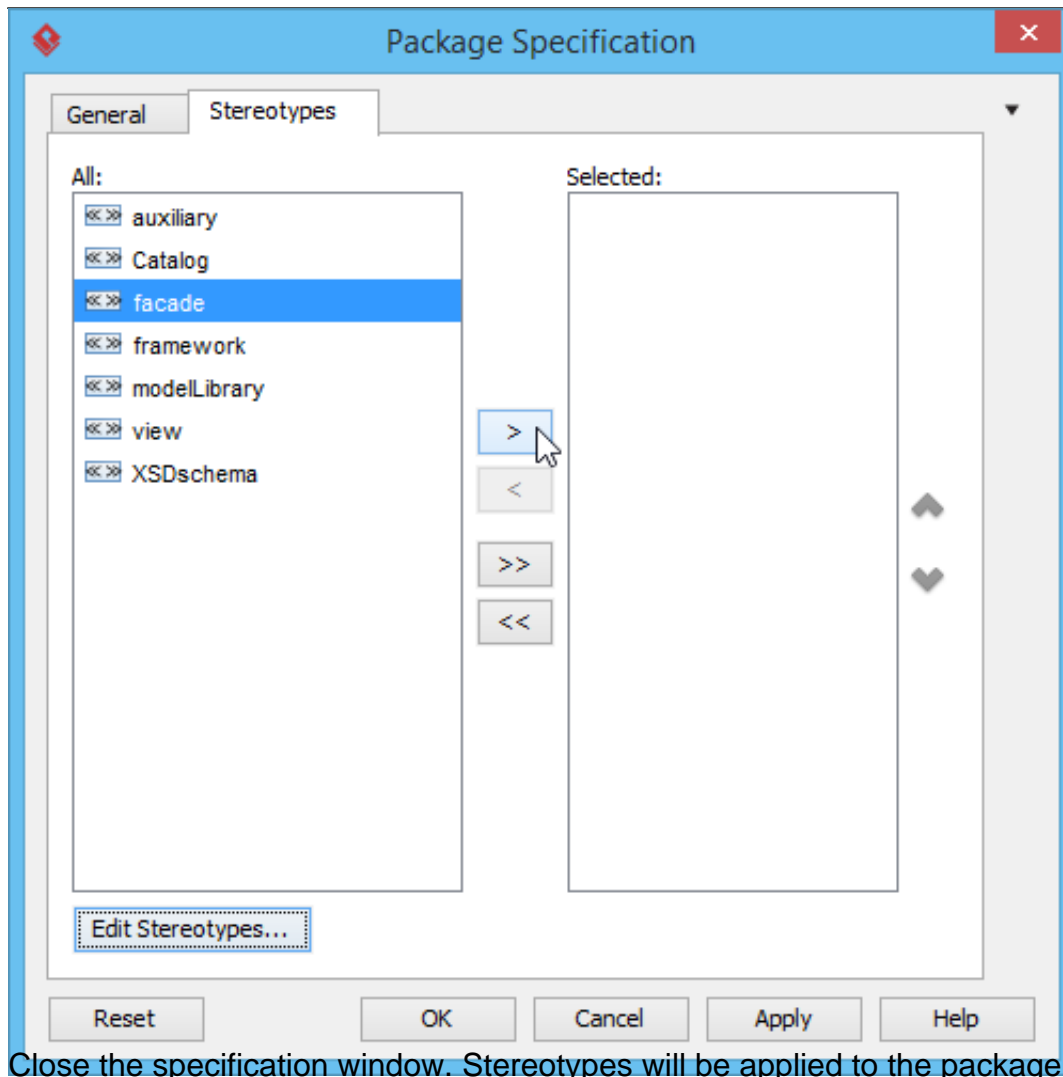 Package Specification
General Stereotypes
All: Selected:
«» auxiliary
«» Catalog
«» facade
«» framework
«» modelLibrary
«» view
«» XSDschema
>
<
>>
<<
Edit Stereotypes...
Reset OK Cancel Apply Help
Close the specification window. Stereotypes will be applied to the package